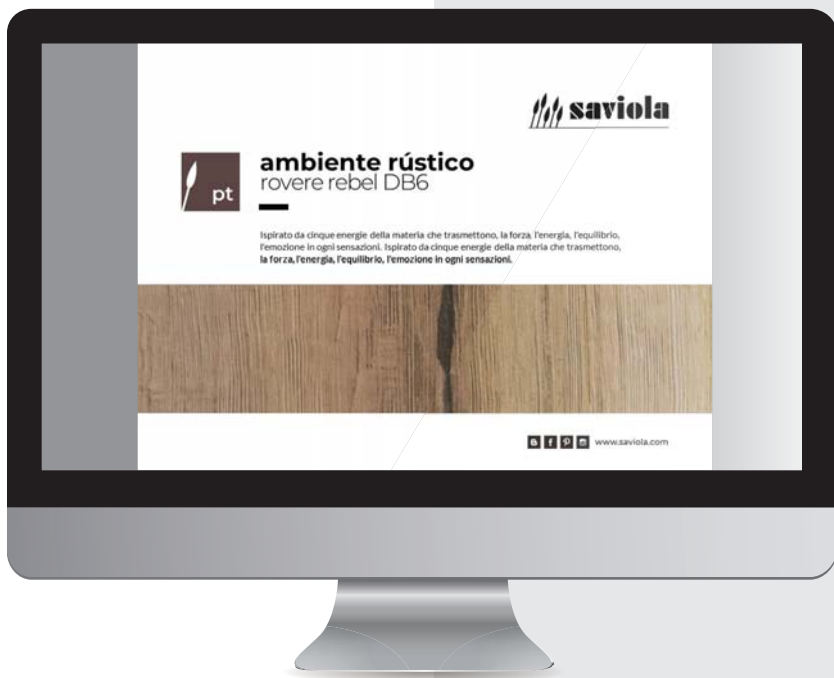 saviola
pt
ambiente rústico
rovere rebel DB6
Ispirato da cinque energie della materia che trasmettono, la forza, l'energia, l'equilibrio,
l'emozione in ogni sensazioni. Ispirato da cinque energie della materia che trasmettono,
la forza, l'energia, l'equilibrio, l'emozione in ogni sensazioni.
www.saviola.com